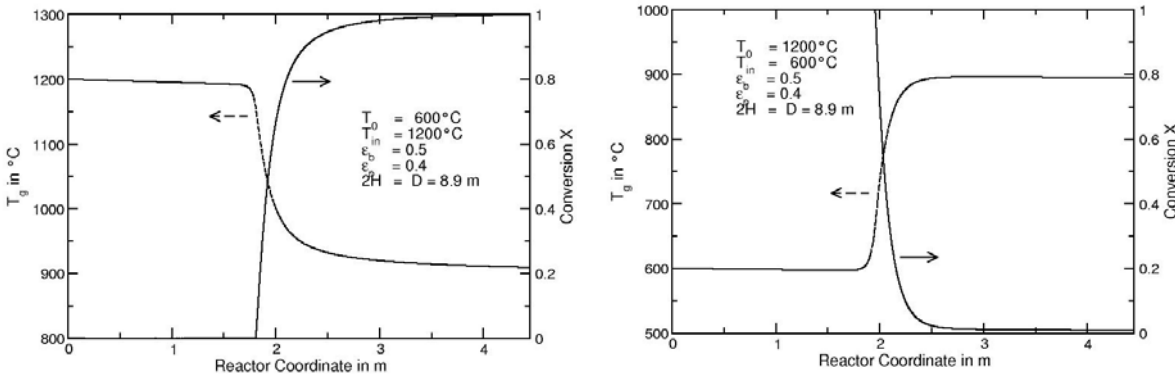 1300
1200
1100
1000
900
800
T_g in °C
0
1
2
3
4
Reactor Coordinate in m
1
0.8
0.6
0.4
0.2
0
Conversion X
T_0 = 600°C
T_in = 1200°C
ε_b = 0.5
ε_p = 0.4
2H = D = 8.9 m
1000
900
800
700
600
500
T_g in °C
0
1
2
3
4
Reactor Coordinate in m
1
0.8
0.6
0.4
0.2
0
Conversion X
T_0 = 1200°C
T_in = 600°C
ε_b = 0.5
ε_p = 0.4
2H = D = 8.9 m